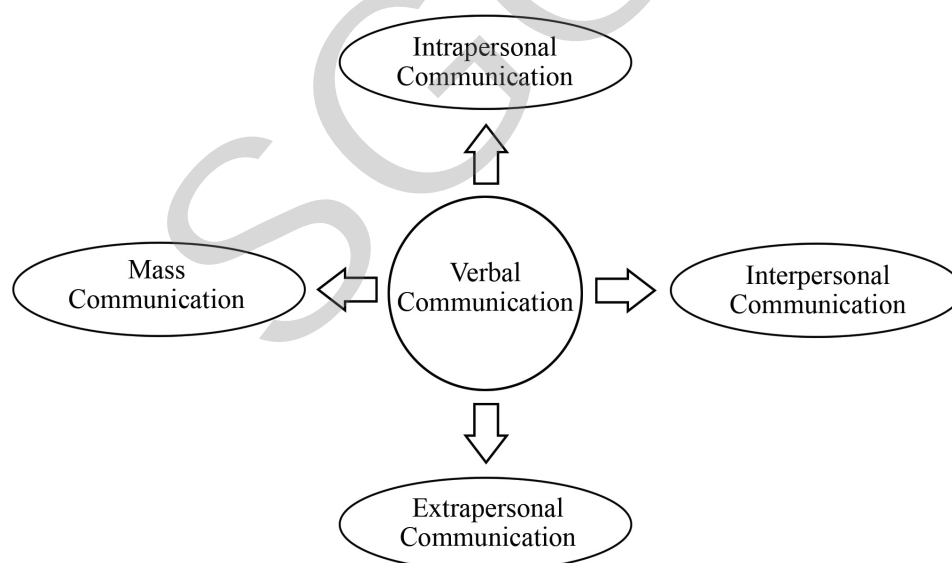 Intrapersonal
Communication
Mass
Communication
Verbal
Communication
Interpersonal
Communication
Extrapersonal
Communication